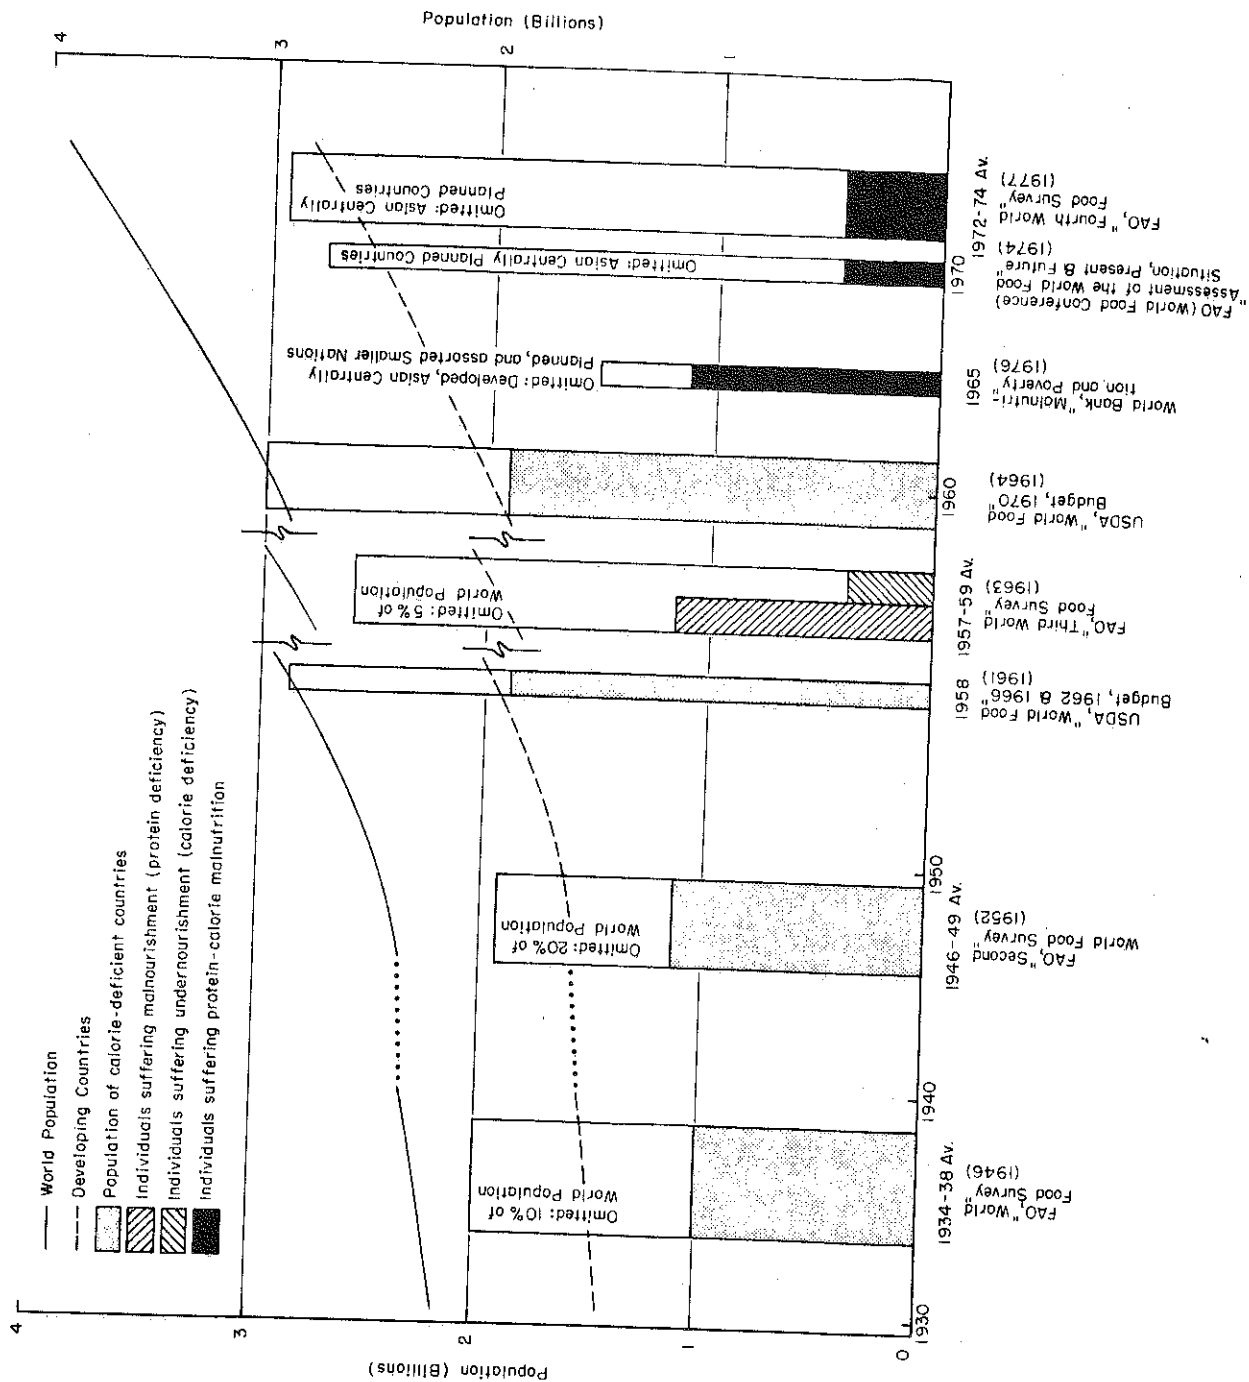 Population (Billions)
4
3
2
1
0
Population (Billions)
4
3
2
1
— World Population
--- Developing Countries
Population of calorie-deficient countries
Individuals suffering malnourishment (protein deficiency)
Individuals suffering undernourishment (calorie deficiency)
Individuals suffering protein-calorie malnutrition
Omitted: 10% of
World Population
Omitted: 20% of
World Population
Omitted: 5% of
World Population
Omitted: Developed, Asian Centrally
Planned, and assorted Smaller Nations
Omitted: Asian Centrally Planned Countries
Omitted: Asian Centrally
Planned Countries
1930
1940
1950
1960
1970
1934-38 Av.
FAO, "World
Food Survey"
(1946)
1946-49 Av.
FAO, "Second
World Food Survey"
(1952)
1958
USDA, "World Food
Budget, 1962 & 1966"
(1961)
1957-59 Av.
FAO, "Third World
Food Survey"
(1963)
USDA, "World Food
Budget, 1970"
(1964)
1965
World Bank, "Malnutri-
tion and Poverty"
(1976)
FAO (World Food Conference)
"Assessment of the World Food
Situation, Present & Future"
(1974)
1972-74 Av.
FAO, "Fourth World
Food Survey"
(1977)